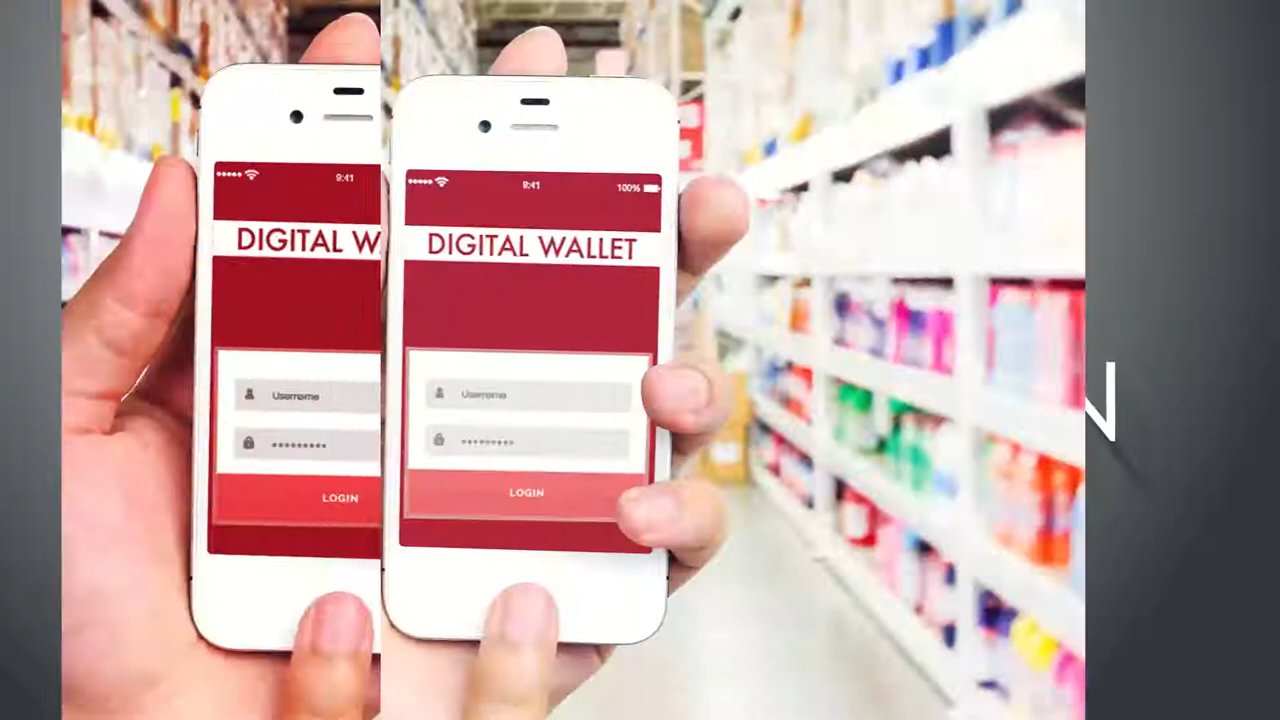 9:41
DIGITAL W
Username
LOGIN
9:41 100%
DIGITAL WALLET
Username
LOGIN
N